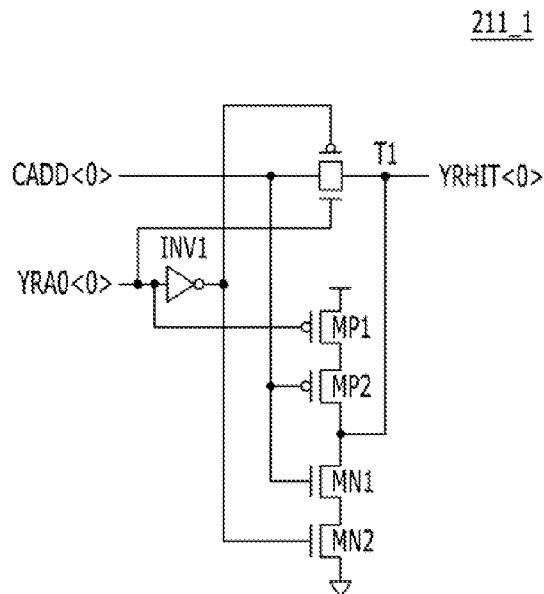 211_1
T1
CADD<0>
YRHIT<0>
INV1
YRA0<0>
MP1
MP2
MN1
MN2